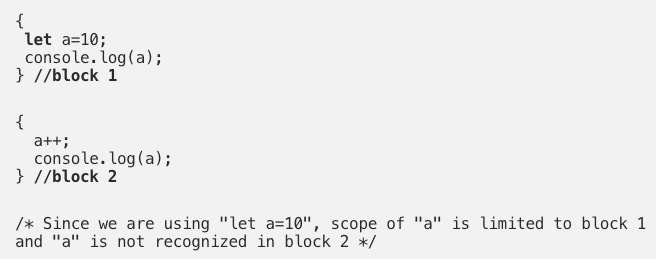 {
let a=10;
console.log(a);
} //block 1
{
a++;
console.log(a);
} //block 2
/* Since we are using "let a=10", scope of "a" is limited to block 1
and "a" is not recognized in block 2 */